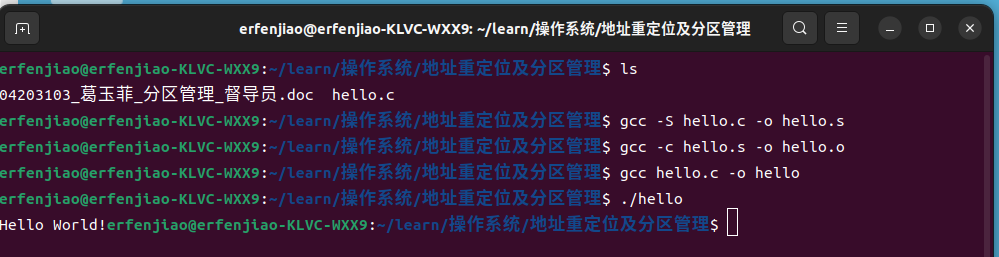 erfenjiao@erfenjiao-KLVC-WXX9: ~/learn/操作系统/地址重定位及分区管理
erfenjiao@erfenjiao-KLVC-WXX9:~/learn/操作系统/地址重定位及分区管理$ ls
04203103_葛玉菲_分区管理_督导员.doc  hello.c
erfenjiao@erfenjiao-KLVC-WXX9:~/learn/操作系统/地址重定位及分区管理$ gcc -S hello.c -o hello.s
erfenjiao@erfenjiao-KLVC-WXX9:~/learn/操作系统/地址重定位及分区管理$ gcc -c hello.s -o hello.o
erfenjiao@erfenjiao-KLVC-WXX9:~/learn/操作系统/地址重定位及分区管理$ gcc hello.c -o hello
erfenjiao@erfenjiao-KLVC-WXX9:~/learn/操作系统/地址重定位及分区管理$ ./hello
Hello World!erfenjiao@erfenjiao-KLVC-WXX9:~/learn/操作系统/地址重定位及分区管理$